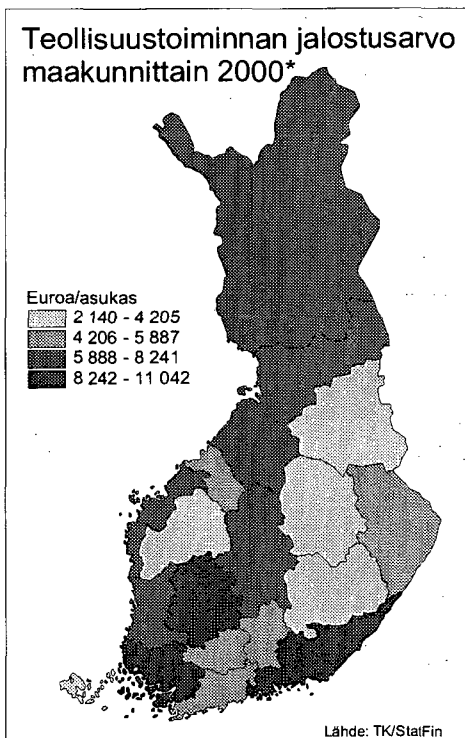 Teollisuustoiminnan jalostusarvo
maakunnittain 2000*
Euroa/asukas
2 140 - 4 205
4 206 - 5 887
5 888 - 8 241
8 242 - 11 042
Lähde: TK/StatFin